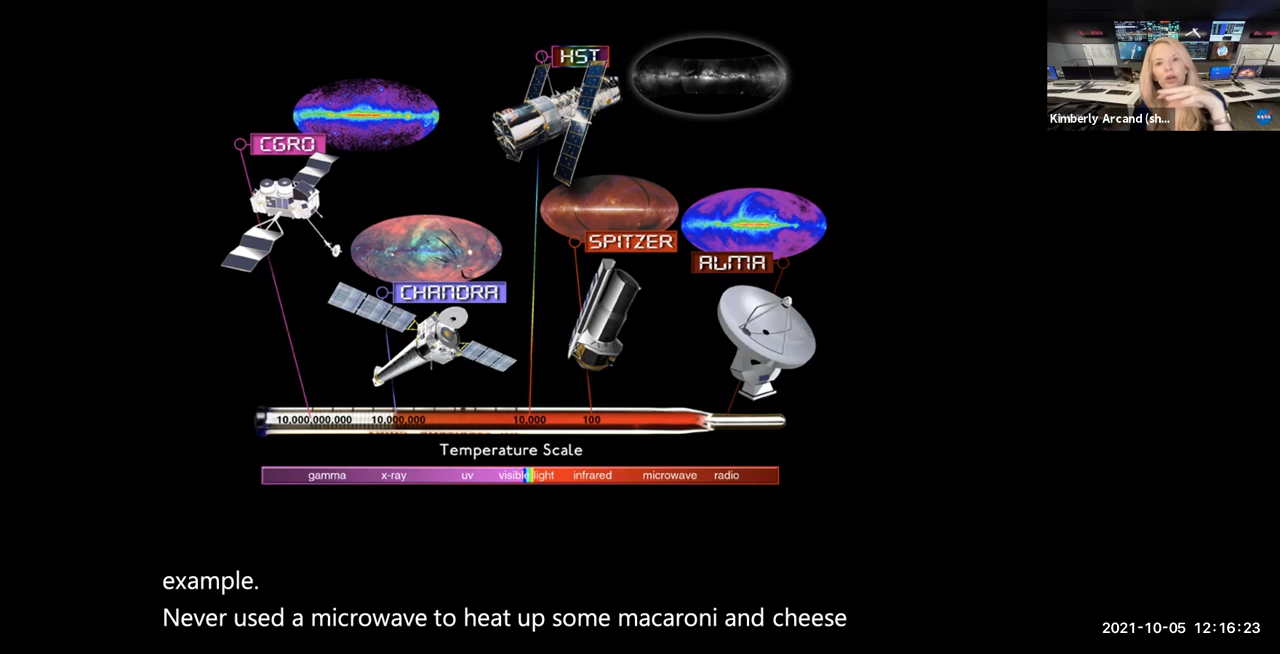 HST
Kimberly Arcand (sh...
NASA
CGRO
SPITZER
ALMA
CHANDRA
10,000,000,000 10,000,000 10,000 100
Temperature Scale
gamma x-ray uv visible light infrared microwave radio
example.
Never used a microwave to heat up some macaroni and cheese
2021-10-05 12:16:23